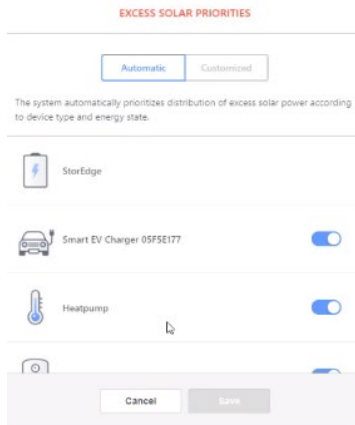 EXCESS SOLAR PRIORITIES
Automatic
Customized
The system automatically prioritizes distribution of excess solar power according
to device type and energy state.
StorEdge
Smart EV Charger 05F5E177
Heatpump
Cancel
Save